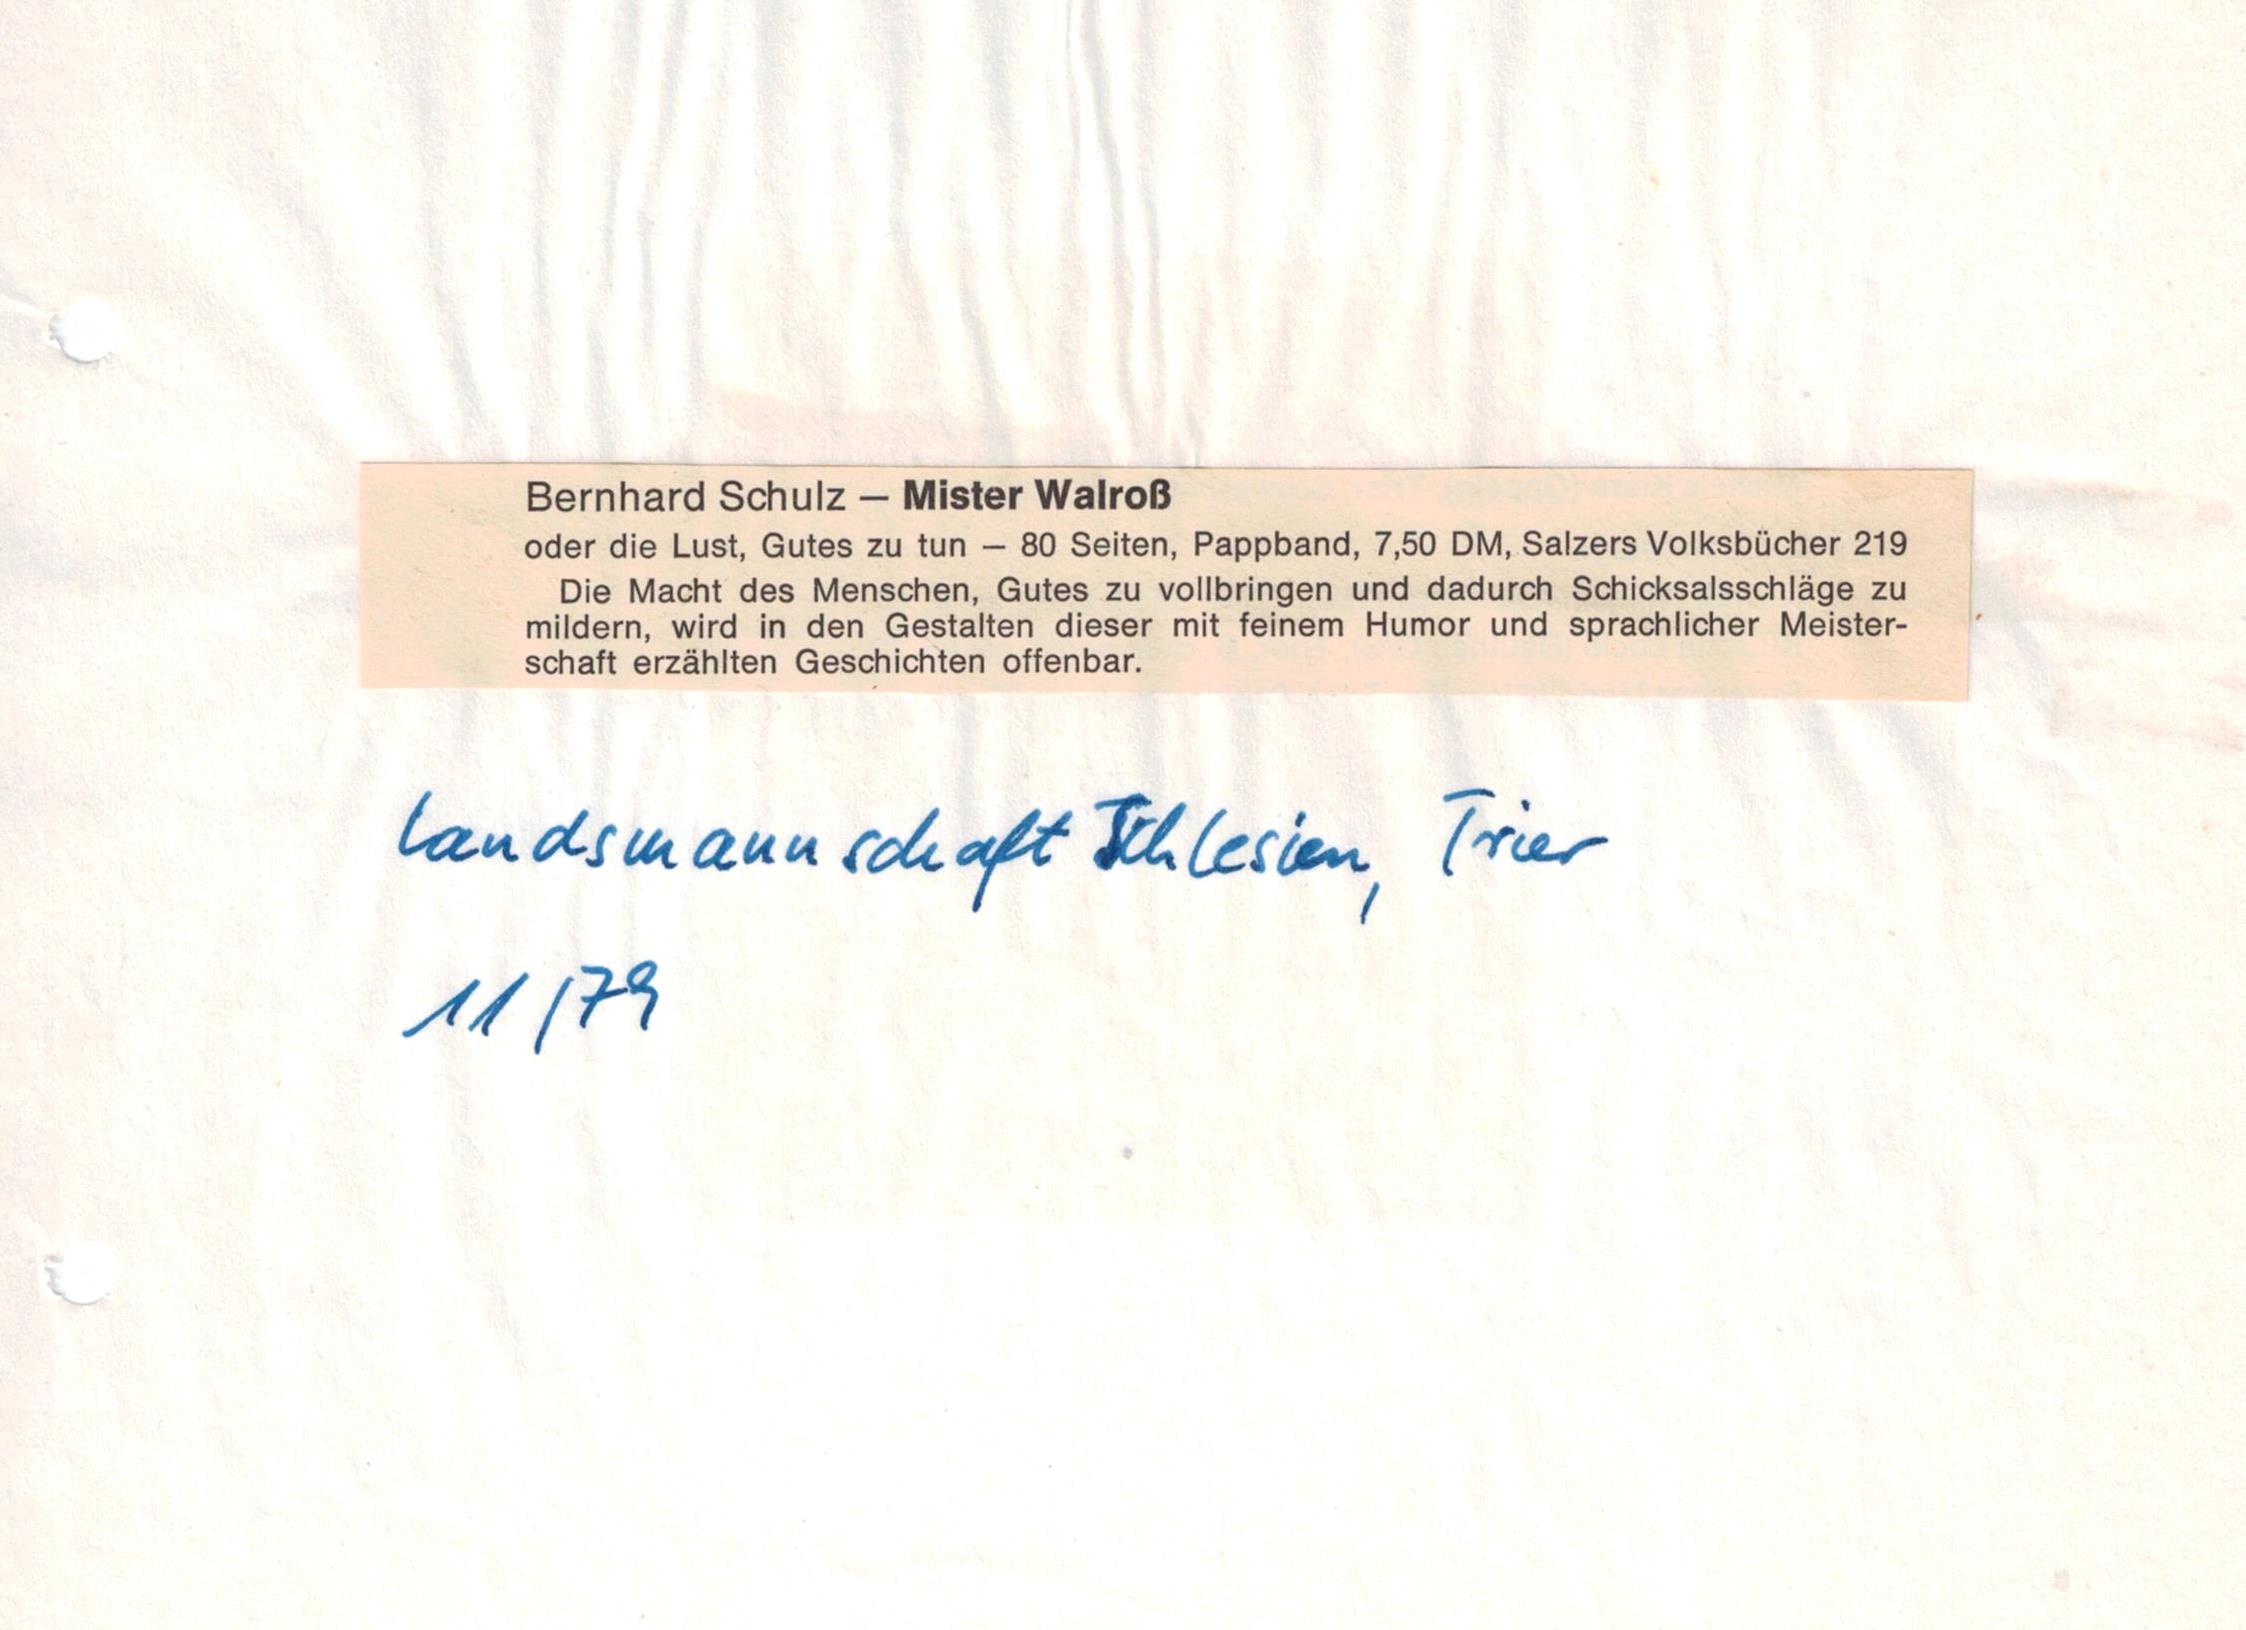 Bernhard Schulz — Mister Walroß
oder die Lust, Gutes zu tun — 80 Seiten, Pappband, 7,50 DM, Salzers Volksbücher 219
Die Macht des Menschen, Gutes zu vollbringen und dadurch Schicksalsschläge zu
mildern, wird in den Gestalten dieser mit feinem Humor und sprachlicher Meister-
schaft erzählten Geschichten offenbar.
Landsmannschaft Schlesien, Trier
11/79